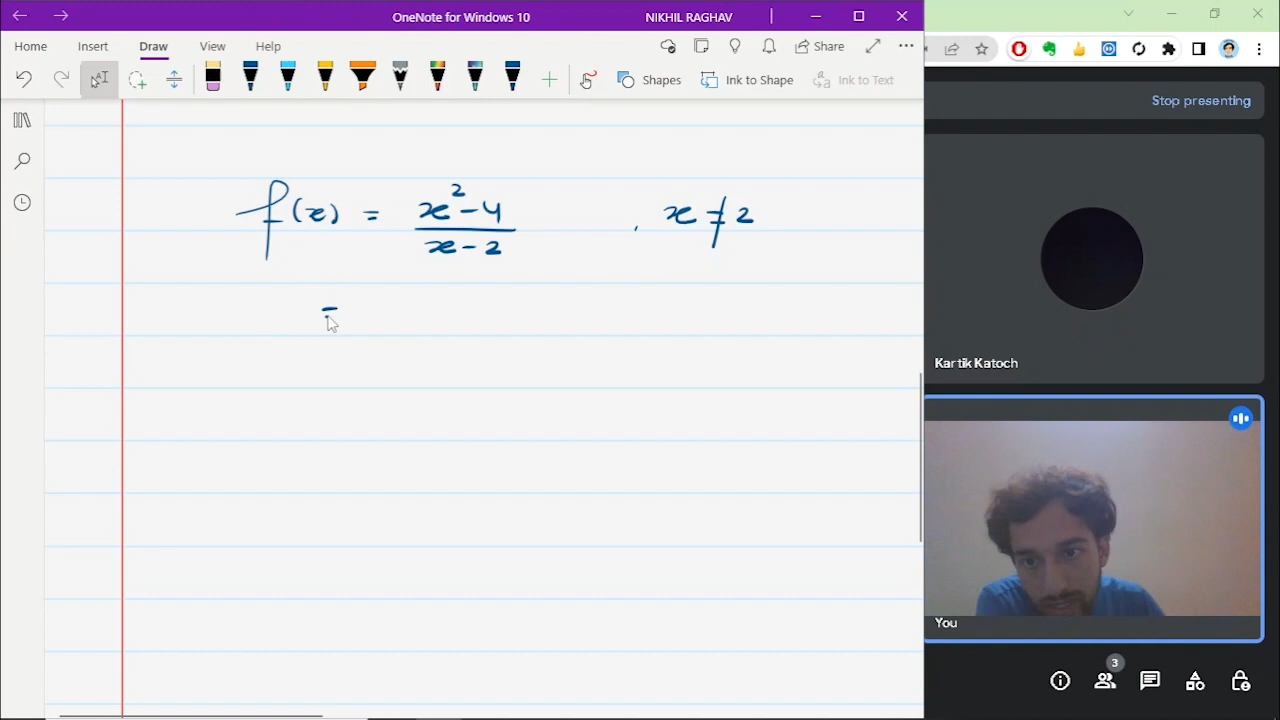 OneNote for Windows 10
NIKHIL RAGHAV
Home Insert Draw View Help
Share
Shapes
Ink to Shape
Ink to Text
f(x) = x²-4 / x-2 , x ≠ 2
=
Stop presenting
Kartik Katoch
You
3